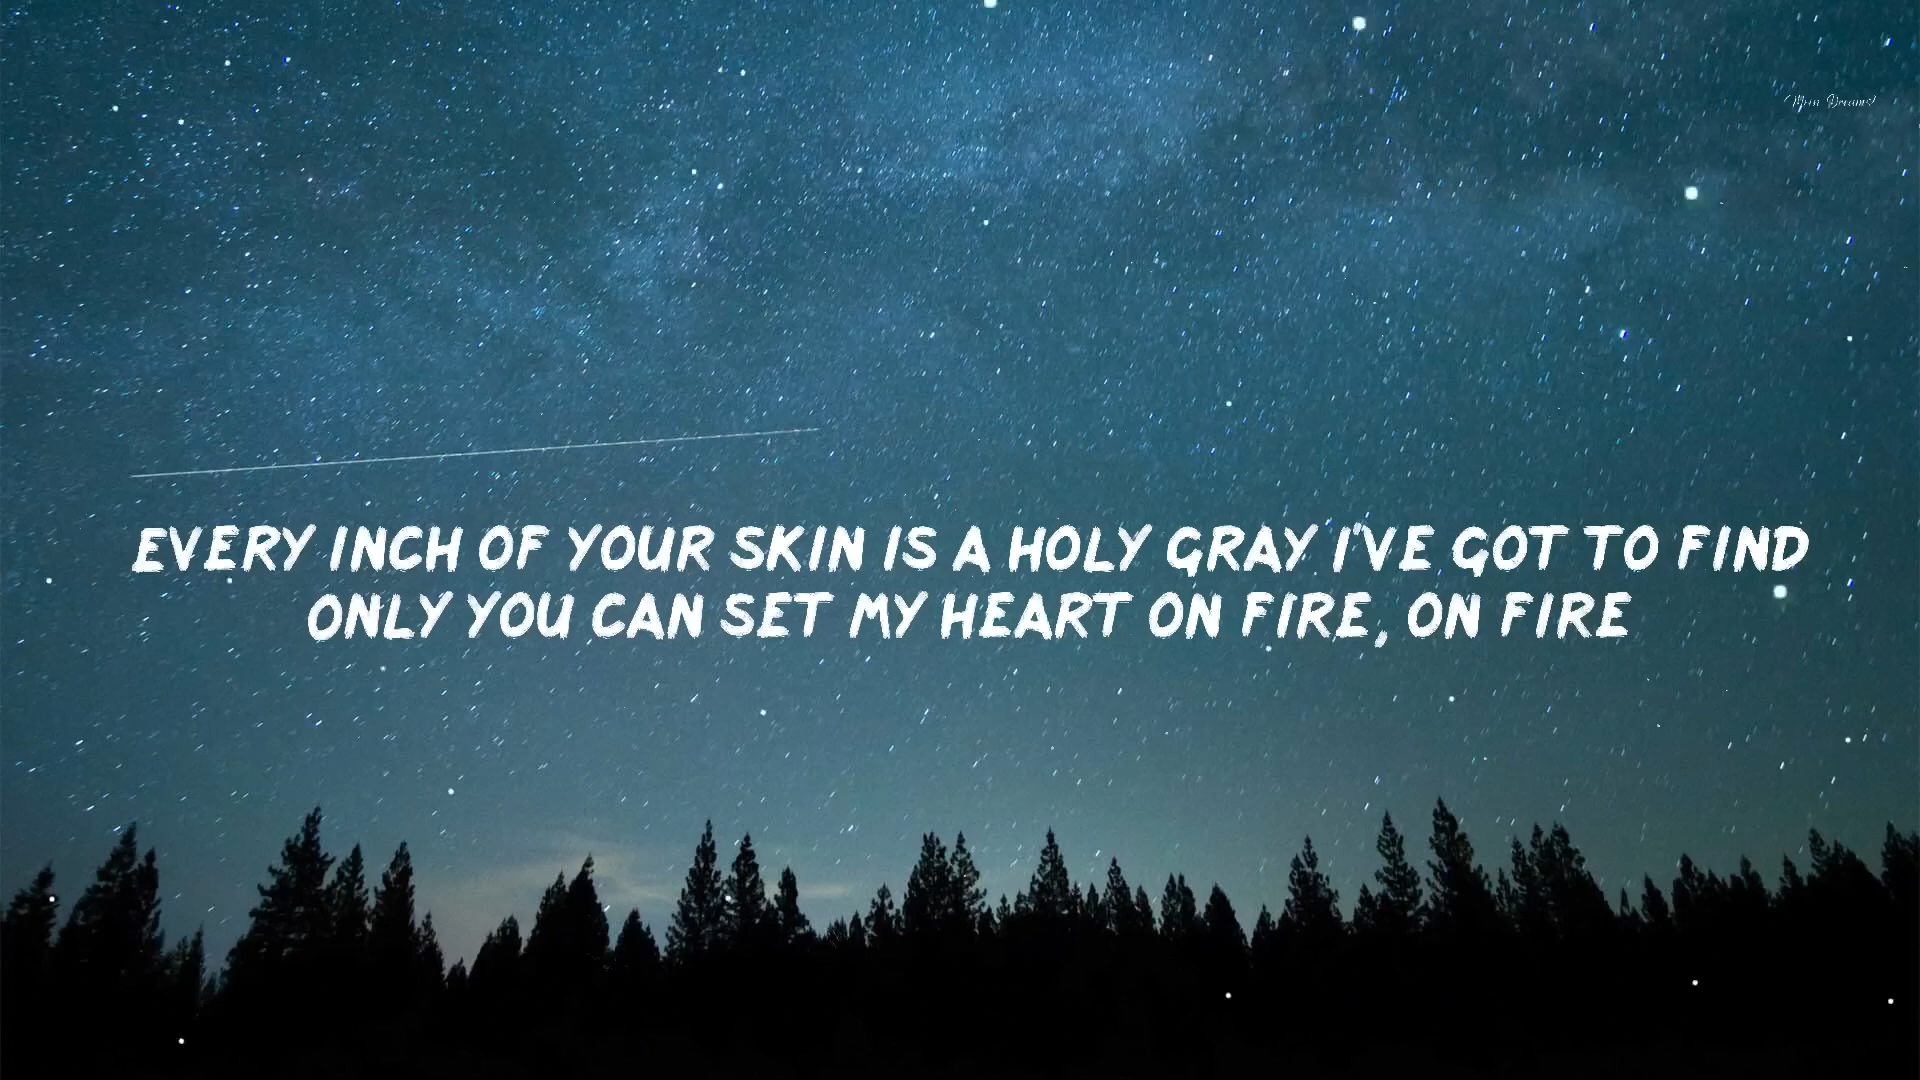 EVERY INCH OF YOUR SKIN IS A HOLY GRAY I'VE GOT TO FIND
ONLY YOU CAN SET MY HEART ON FIRE, ON FIRE